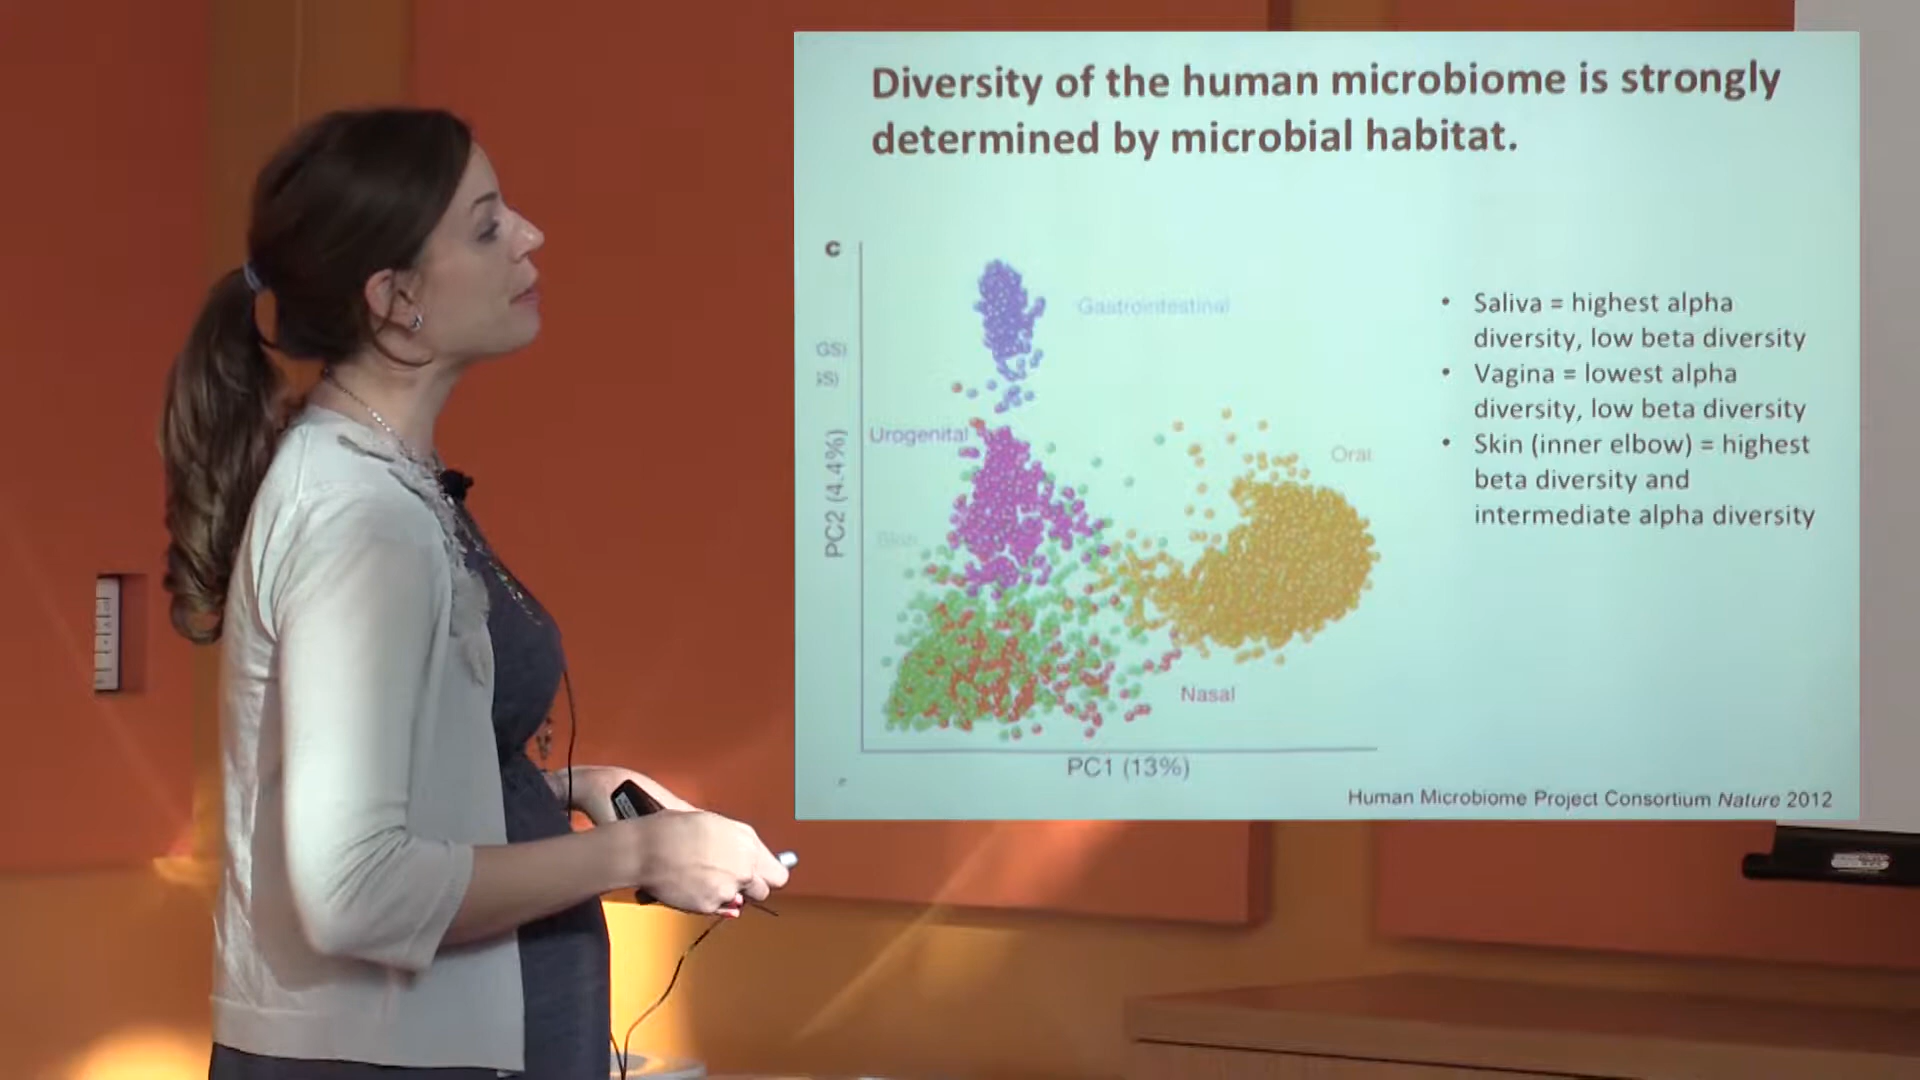 Diversity of the human microbiome is strongly
determined by microbial habitat.
c
Gastrointestinal
GS)
Urogenital
Oral
Skin
Nasal
PC2 (4.4%)
PC1 (13%)
• Saliva = highest alpha
diversity, low beta diversity
• Vagina = lowest alpha
diversity, low beta diversity
• Skin (inner elbow) = highest
beta diversity and
intermediate alpha diversity
Human Microbiome Project Consortium Nature 2012